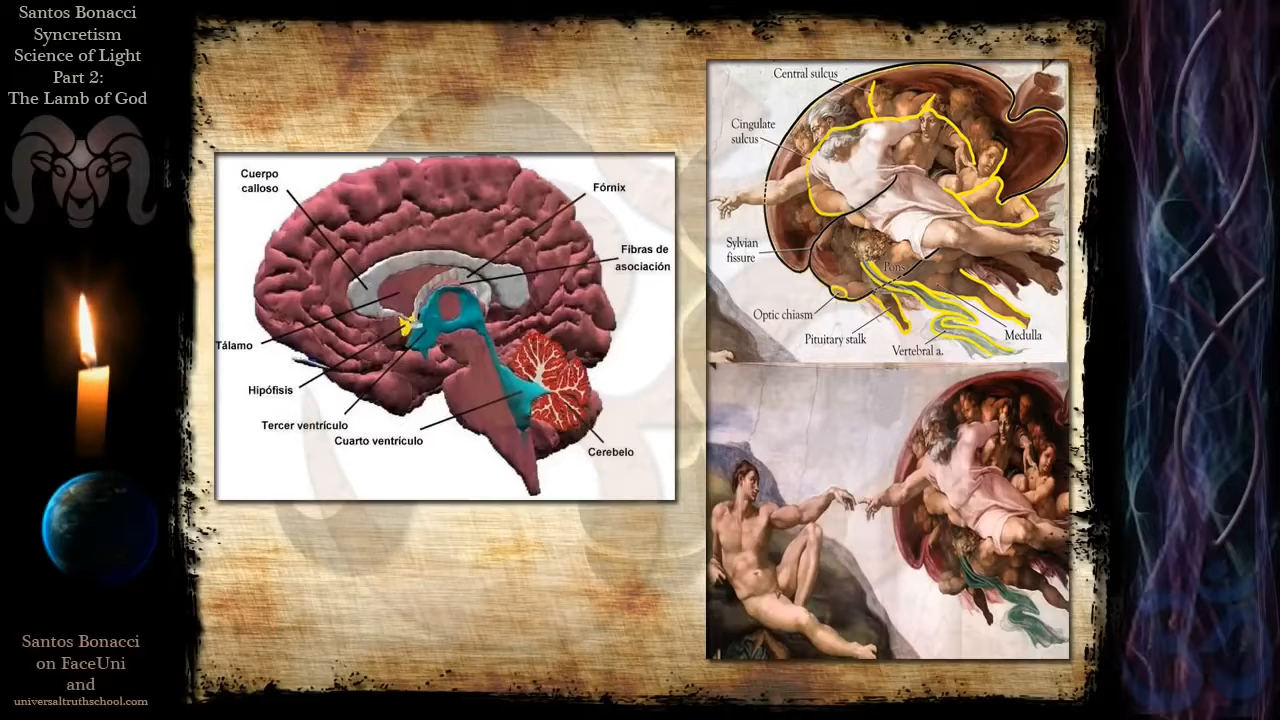 Santos Bonacci
Syncretism
Science of Light
Part 2:
The Lamb of God
Santos Bonacci
on FaceUni
and
universaltruthschool.com
Cuerpo
calloso
Fórnix
Fibras de
asociación
Tálamo
Hipófisis
Tercer ventrículo
Cuarto ventrículo
Cerebelo
Central sulcus
Cingulate
sulcus
Sylvian
fissure
Pons
Optic chiasm
Pituitary stalk
Vertebral a.
Medulla